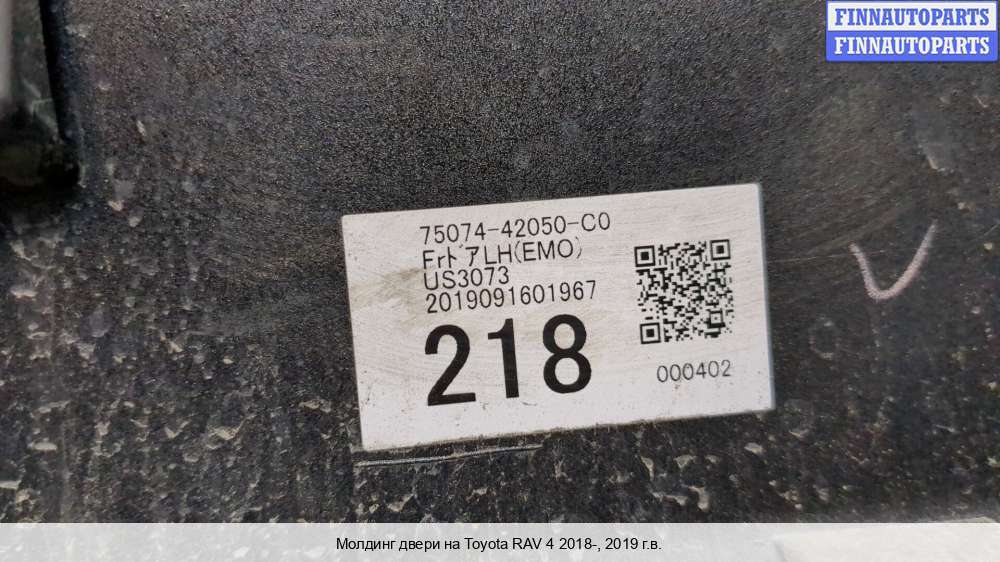 FINNAUTOPARTS
FINNAUTOPARTS
75074-42050-C0
FrドアLH(EMO)
US3073
2019091601967
218
000402
Молдинг двери на Toyota RAV 4 2018-, 2019 г.в.